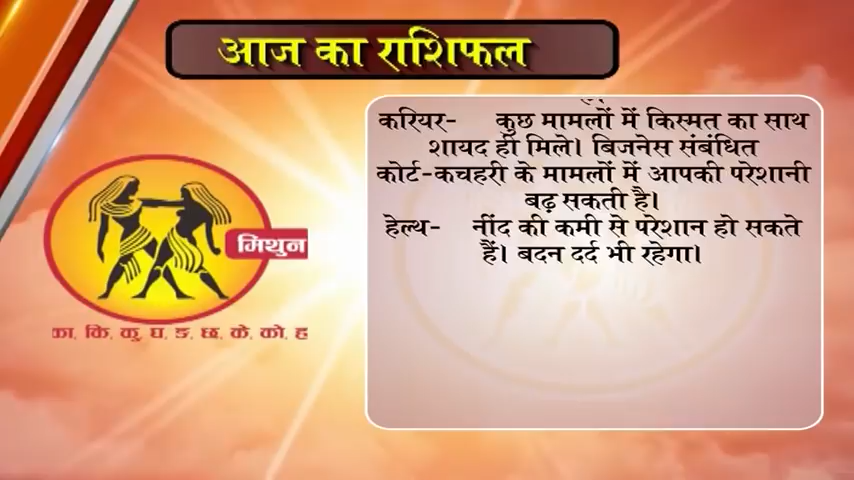 आज का राशिफल
करियर- कुछ मामलों में किस्मत का साथ
शायद ही मिले। बिजनेस संबंधित
कोर्ट-कचहरी के मामलों में आपकी परेशानी
बढ़ सकती है।
हेल्थ- नींद की कमी से परेशान हो सकते
हैं। बदन दर्द भी रहेगा।
मिथुन
का, कि, कु, घ, ङ, छ, के, को, ह